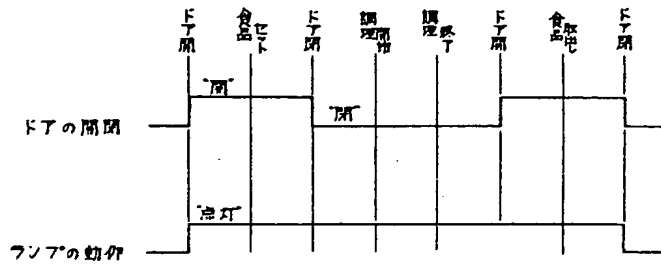 ドア開
食品セット
ドア閉
調理開始
調理終了
ドア開
食品取出し
ドア閉
"開"
"閉"
ドアの開閉
"点灯"
ランプの動作